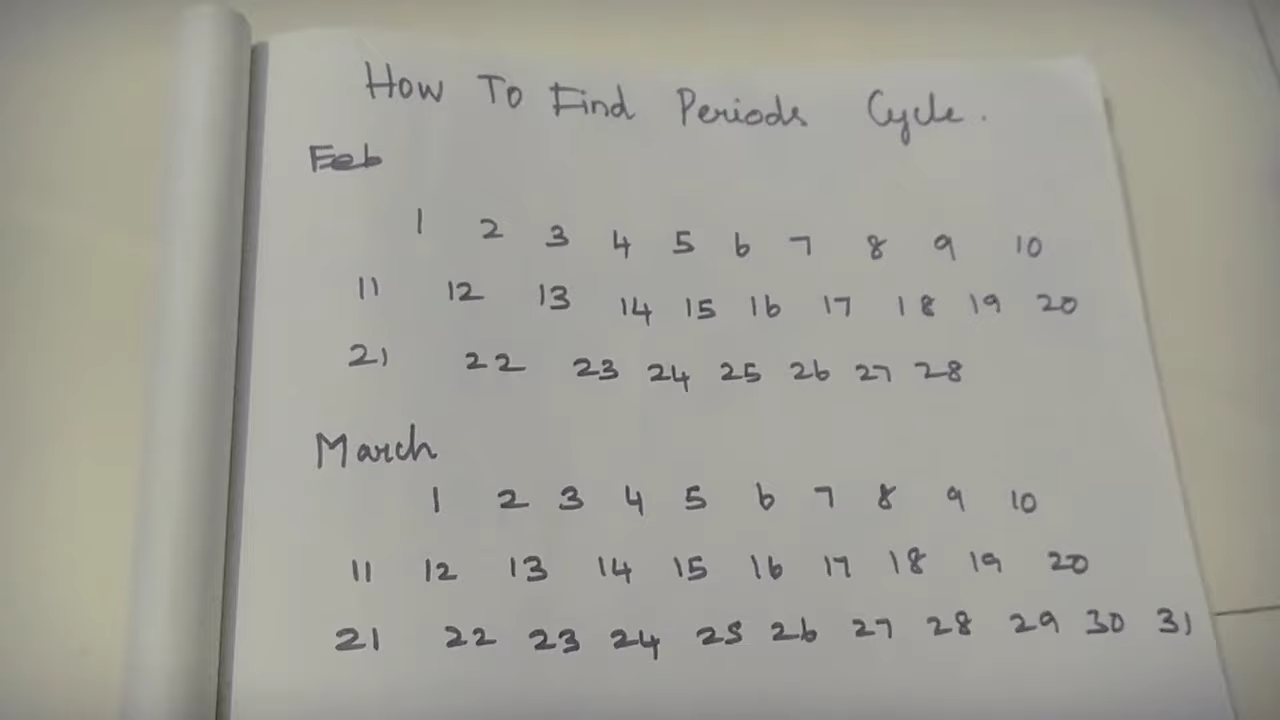 How To Find Periods Cycle.
Feb
1 2 3 4 5 6 7 8 9 10
11 12 13 14 15 16 17 18 19 20
21 22 23 24 25 26 27 28
March
1 2 3 4 5 6 7 8 9 10
11 12 13 14 15 16 17 18 19 20
21 22 23 24 25 26 27 28 29 30 31